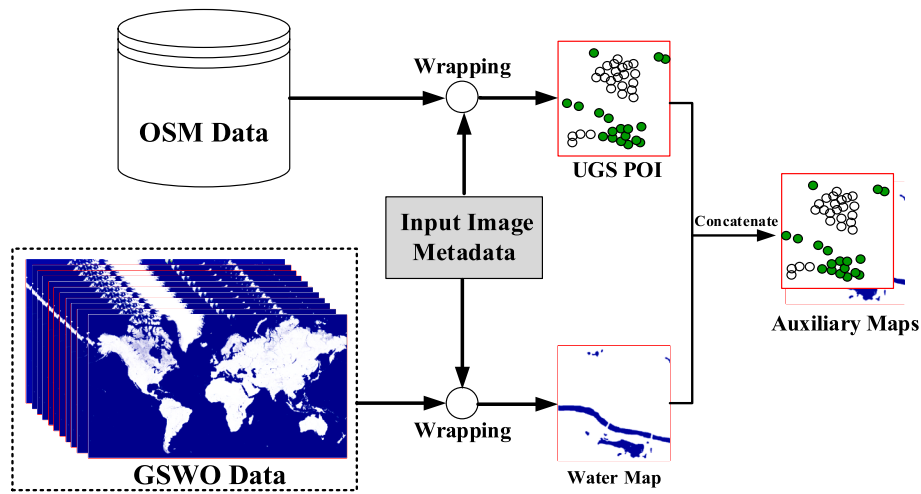 Wrapping
OSM Data
UGS POI
Input Image
Metadata
Concatenate
Auxiliary Maps
Wrapping
GSWO Data
Water Map